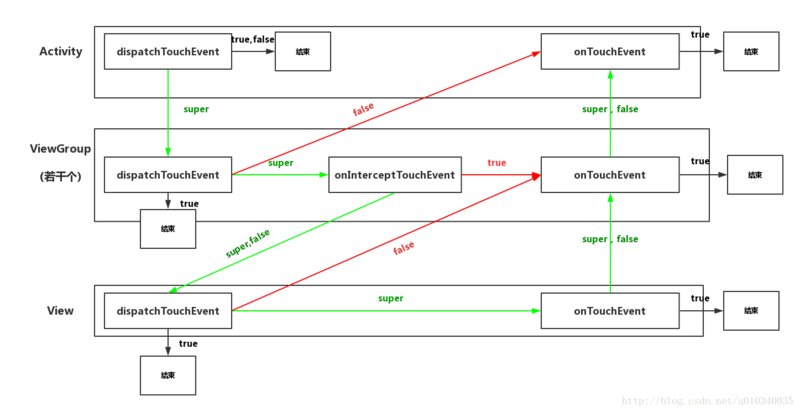 true,false
true
Activity
dispatchTouchEvent
结束
onTouchEvent
结束
super
false
super , false
ViewGroup
(若干个)
super
true
true
dispatchTouchEvent
onInterceptTouchEvent
onTouchEvent
结束
true
结束
super,false
false
super , false
super
true
View
dispatchTouchEvent
onTouchEvent
结束
true
结束
http://blog.csdn.net/u010340035